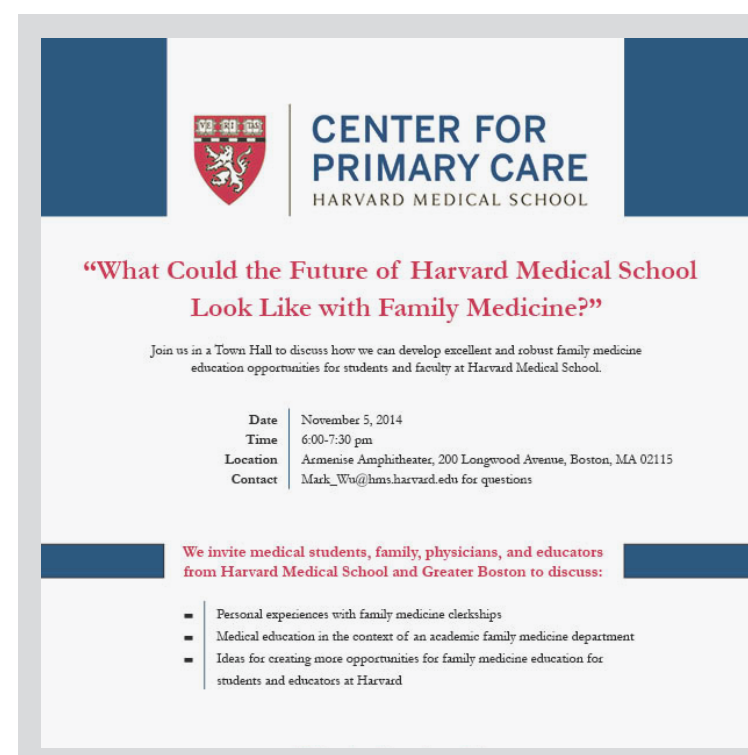 VE RI TAS
CENTER FOR
PRIMARY CARE
HARVARD MEDICAL SCHOOL
“What Could the Future of Harvard Medical School
Look Like with Family Medicine?”
Join us in a Town Hall to discuss how we can develop excellent and robust family medicine
education opportunities for students and faculty at Harvard Medical School.
Date November 5, 2014
Time 6:00-7:30 pm
Location Armenise Amphitheater, 200 Longwood Avenue, Boston, MA 02115
Contact Mark_Wu@hms.harvard.edu for questions
We invite medical students, family, physicians, and educators
from Harvard Medical School and Greater Boston to discuss:
Personal experiences with family medicine clerkships
Medical education in the context of an academic family medicine department
Ideas for creating more opportunities for family medicine education for
students and educators at Harvard